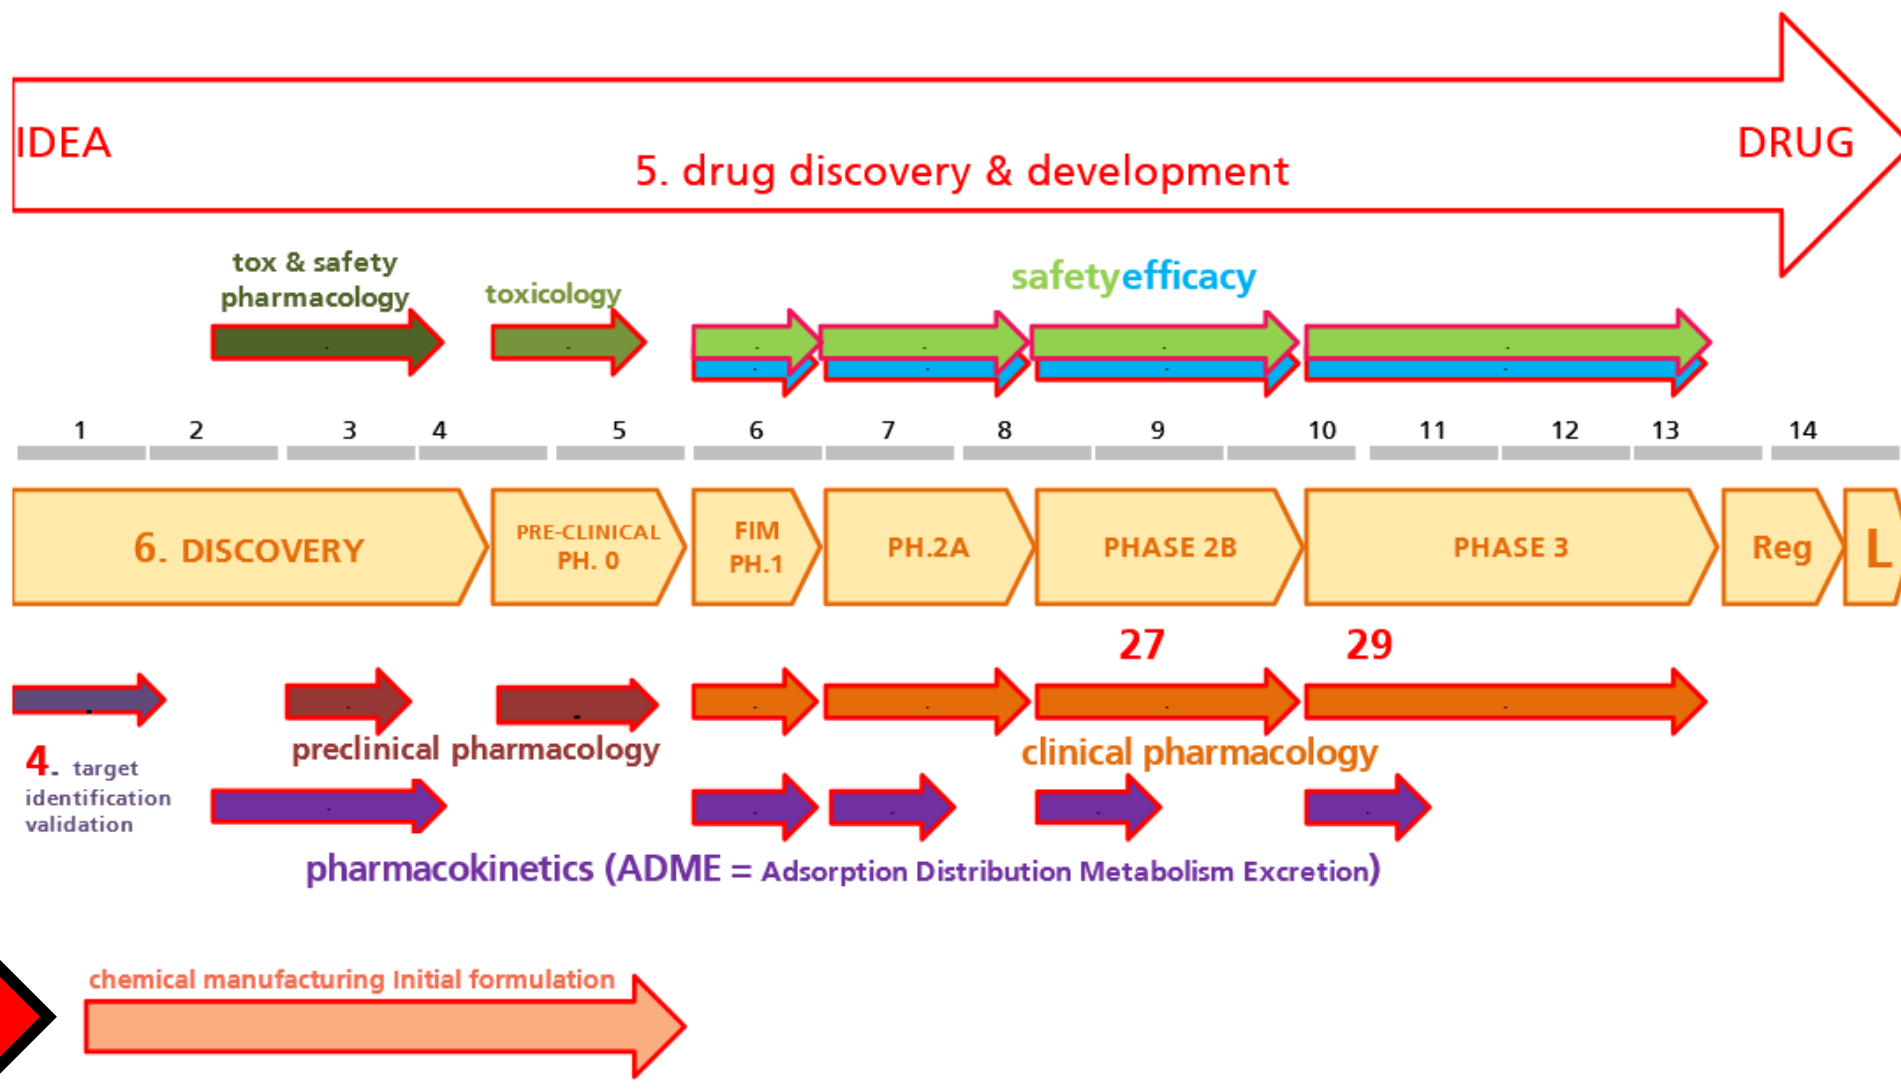 IDEA
DRUG
5. drug discovery & development
tox & safety
pharmacology
toxicology
safety efficacy
1 2 3 4 5 6 7 8 9 10 11 12 13 14
6. DISCOVERY
PRE-CLINICAL
PH. 0
FIM
PH.1
PH.2A
PHASE 2B
PHASE 3
Reg
L
27
29
4. target
identification
validation
preclinical pharmacology
clinical pharmacology
pharmacokinetics (ADME = Adsorption Distribution Metabolism Excretion)
chemical manufacturing Initial formulation